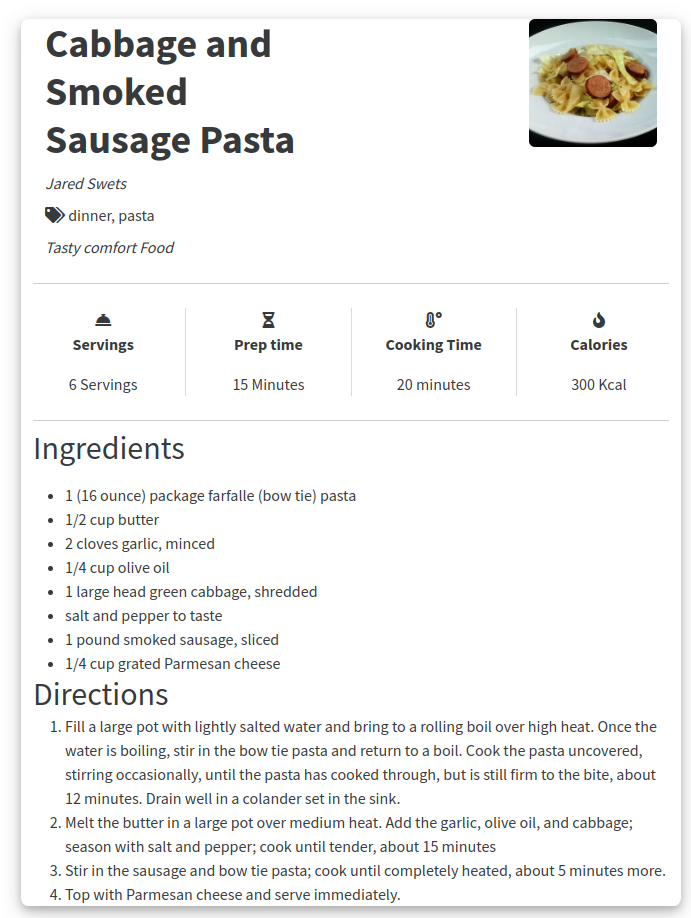 Cabbage and
Smoked
Sausage Pasta
Jared Swets
dinner, pasta
Tasty comfort Food
Servings
6 Servings
Prep time
15 Minutes
Cooking Time
20 minutes
Calories
300 Kcal
Ingredients
• 1 (16 ounce) package farfalle (bow tie) pasta
• 1/2 cup butter
• 2 cloves garlic, minced
• 1/4 cup olive oil
• 1 large head green cabbage, shredded
• salt and pepper to taste
• 1 pound smoked sausage, sliced
• 1/4 cup grated Parmesan cheese
Directions
1. Fill a large pot with lightly salted water and bring to a rolling boil over high heat. Once the
water is boiling, stir in the bow tie pasta and return to a boil. Cook the pasta uncovered,
stirring occasionally, until the pasta has cooked through, but is still firm to the bite, about
12 minutes. Drain well in a colander set in the sink.
2. Melt the butter in a large pot over medium heat. Add the garlic, olive oil, and cabbage;
season with salt and pepper; cook until tender, about 15 minutes
3. Stir in the sausage and bow tie pasta; cook until completely heated, about 5 minutes more.
4. Top with Parmesan cheese and serve immediately.